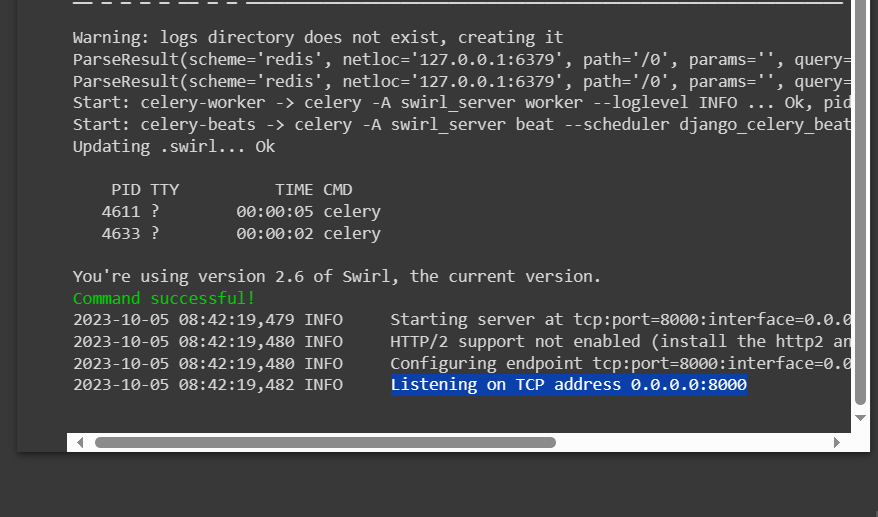 Warning: logs directory does not exist, creating it
ParseResult(scheme='redis', netloc='127.0.0.1:6379', path='/0', params='', query=
ParseResult(scheme='redis', netloc='127.0.0.1:6379', path='/0', params='', query=
Start: celery-worker -> celery -A swirl_server worker --loglevel INFO ... Ok, pid
Start: celery-beats -> celery -A swirl_server beat --scheduler django_celery_beat
Updating .swirl... Ok
PID TTY TIME CMD
4611 ? 00:00:05 celery
4633 ? 00:00:02 celery
You're using version 2.6 of Swirl, the current version.
Command successful!
2023-10-05 08:42:19,479 INFO Starting server at tcp:port=8000:interface=0.0.0
2023-10-05 08:42:19,480 INFO HTTP/2 support not enabled (install the http2 an
2023-10-05 08:42:19,480 INFO Configuring endpoint tcp:port=8000:interface=0.0
2023-10-05 08:42:19,482 INFO Listening on TCP address 0.0.0.0:8000